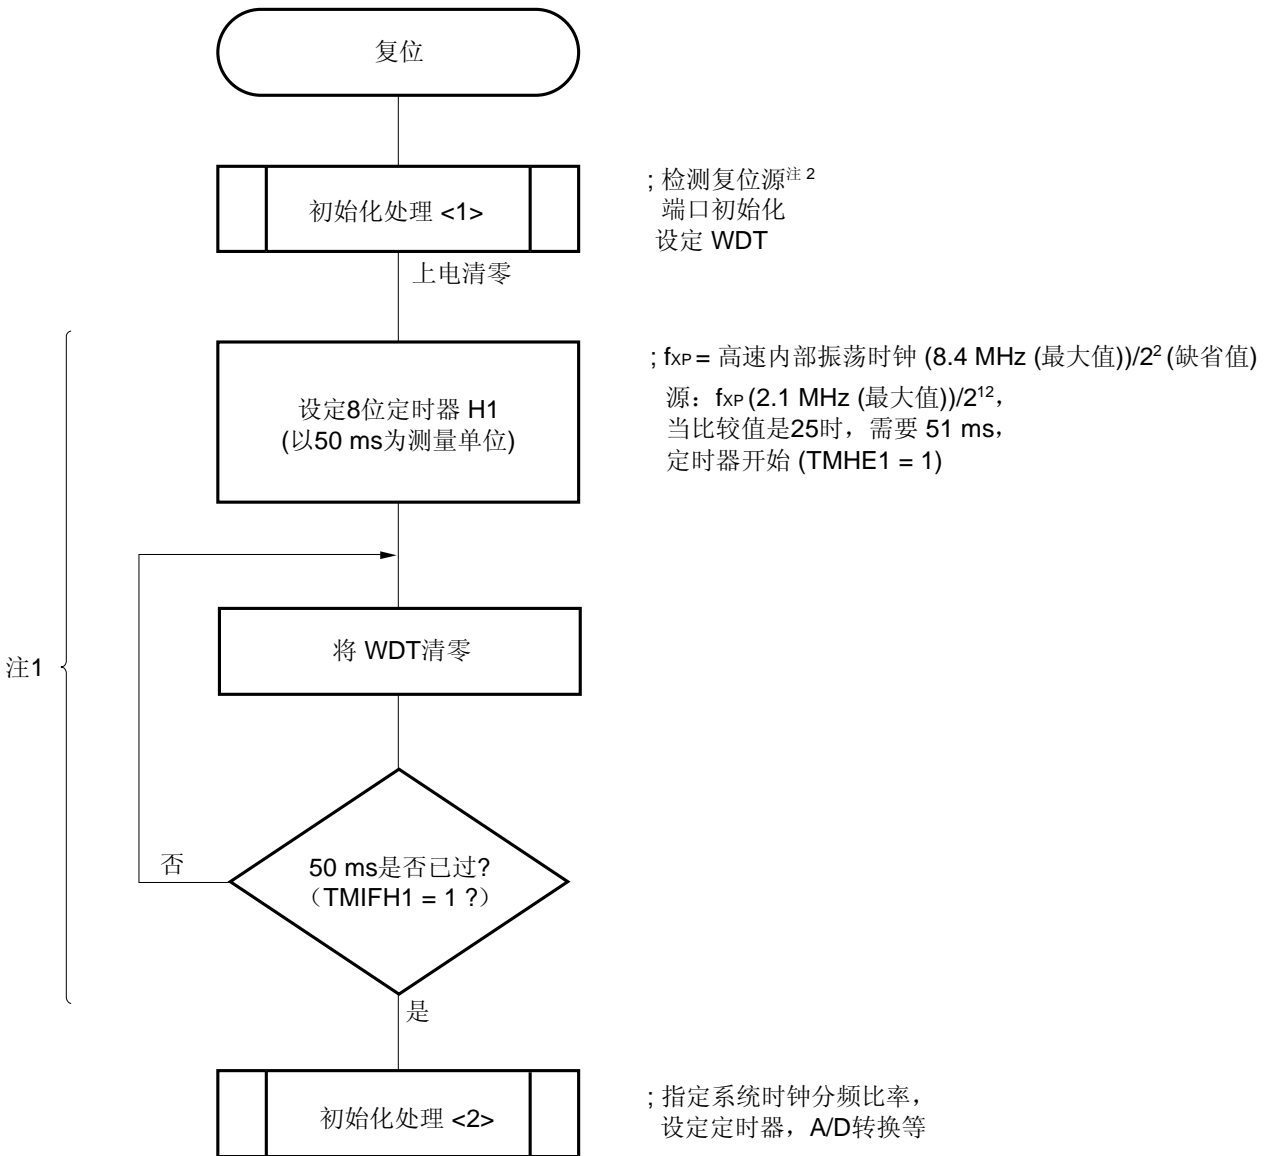 复位
初始化处理 <1>
; 检测复位源注 2
端口初始化
设定 WDT
上电清零
设定8位定时器 H1
(以50 ms为测量单位)
; fXP = 高速内部振荡时钟 (8.4 MHz (最大值))/2² (缺省值)
源：fXP (2.1 MHz (最大值))/2¹²，
当比较值是25时，需要 51 ms，
定时器开始 (TMHE1 = 1)
注1
将 WDT清零
否
50 ms是否已过?
（TMIFH1 = 1 ?）
是
初始化处理 <2>
; 指定系统时钟分频比率，
设定定时器，A/D转换等